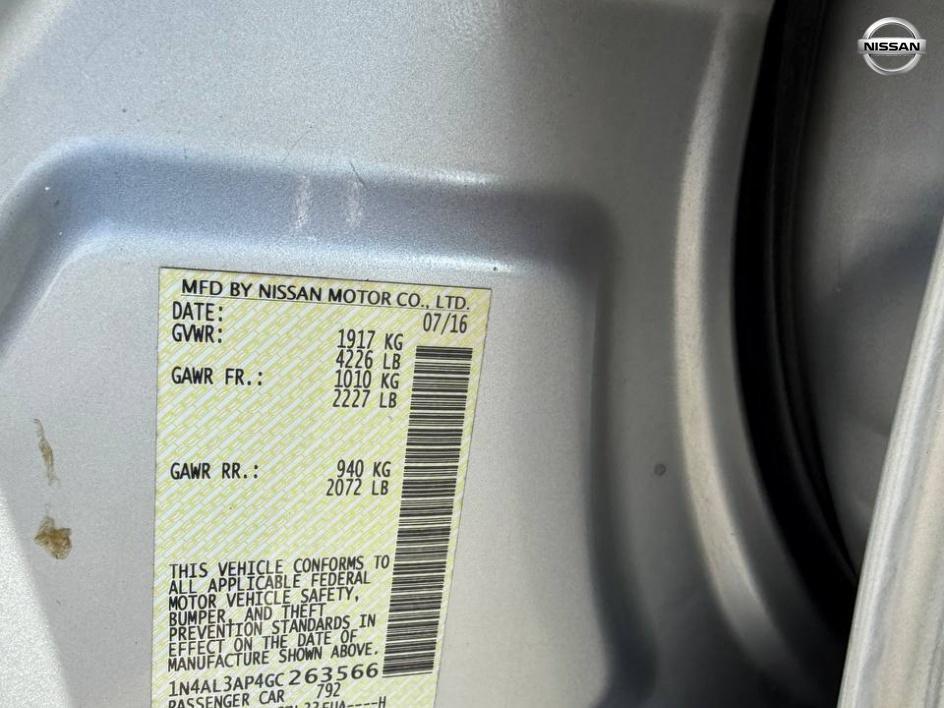 NISSAN
MFD BY NISSAN MOTOR CO., LTD.
DATE: 07/16
GVWR: 1917 KG
4226 LB
GAWR FR.: 1010 KG
2227 LB
GAWR RR.: 940 KG
2072 LB
THIS VEHICLE CONFORMS TO
ALL APPLICABLE FEDERAL
MOTOR VEHICLE SAFETY,
BUMPER, AND THEFT
PREVENTION STANDARDS IN
EFFECT ON THE DATE OF
MANUFACTURE SHOWN ABOVE.
1N4AL3AP4GC263566
PASSENGER CAR 792